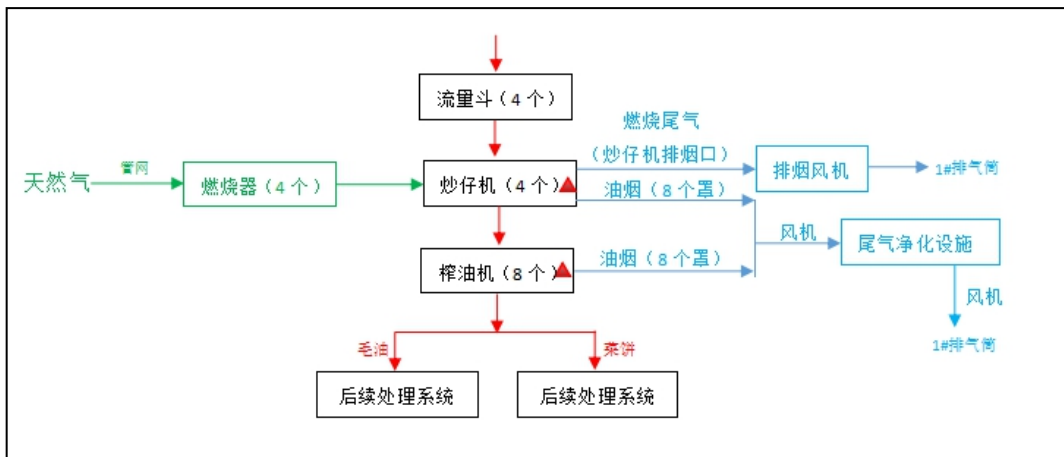 流量斗（4 个）
燃烧尾气
天然气
管网
燃烧器（4 个）
炒仔机（4 个）
（炒仔机排烟口）
排烟风机
1#排气筒
油烟（8 个罩）
风机
尾气净化设施
榨油机（8 个）
油烟（8 个罩）
风机
1#排气筒
毛油
菜饼
后续处理系统
后续处理系统